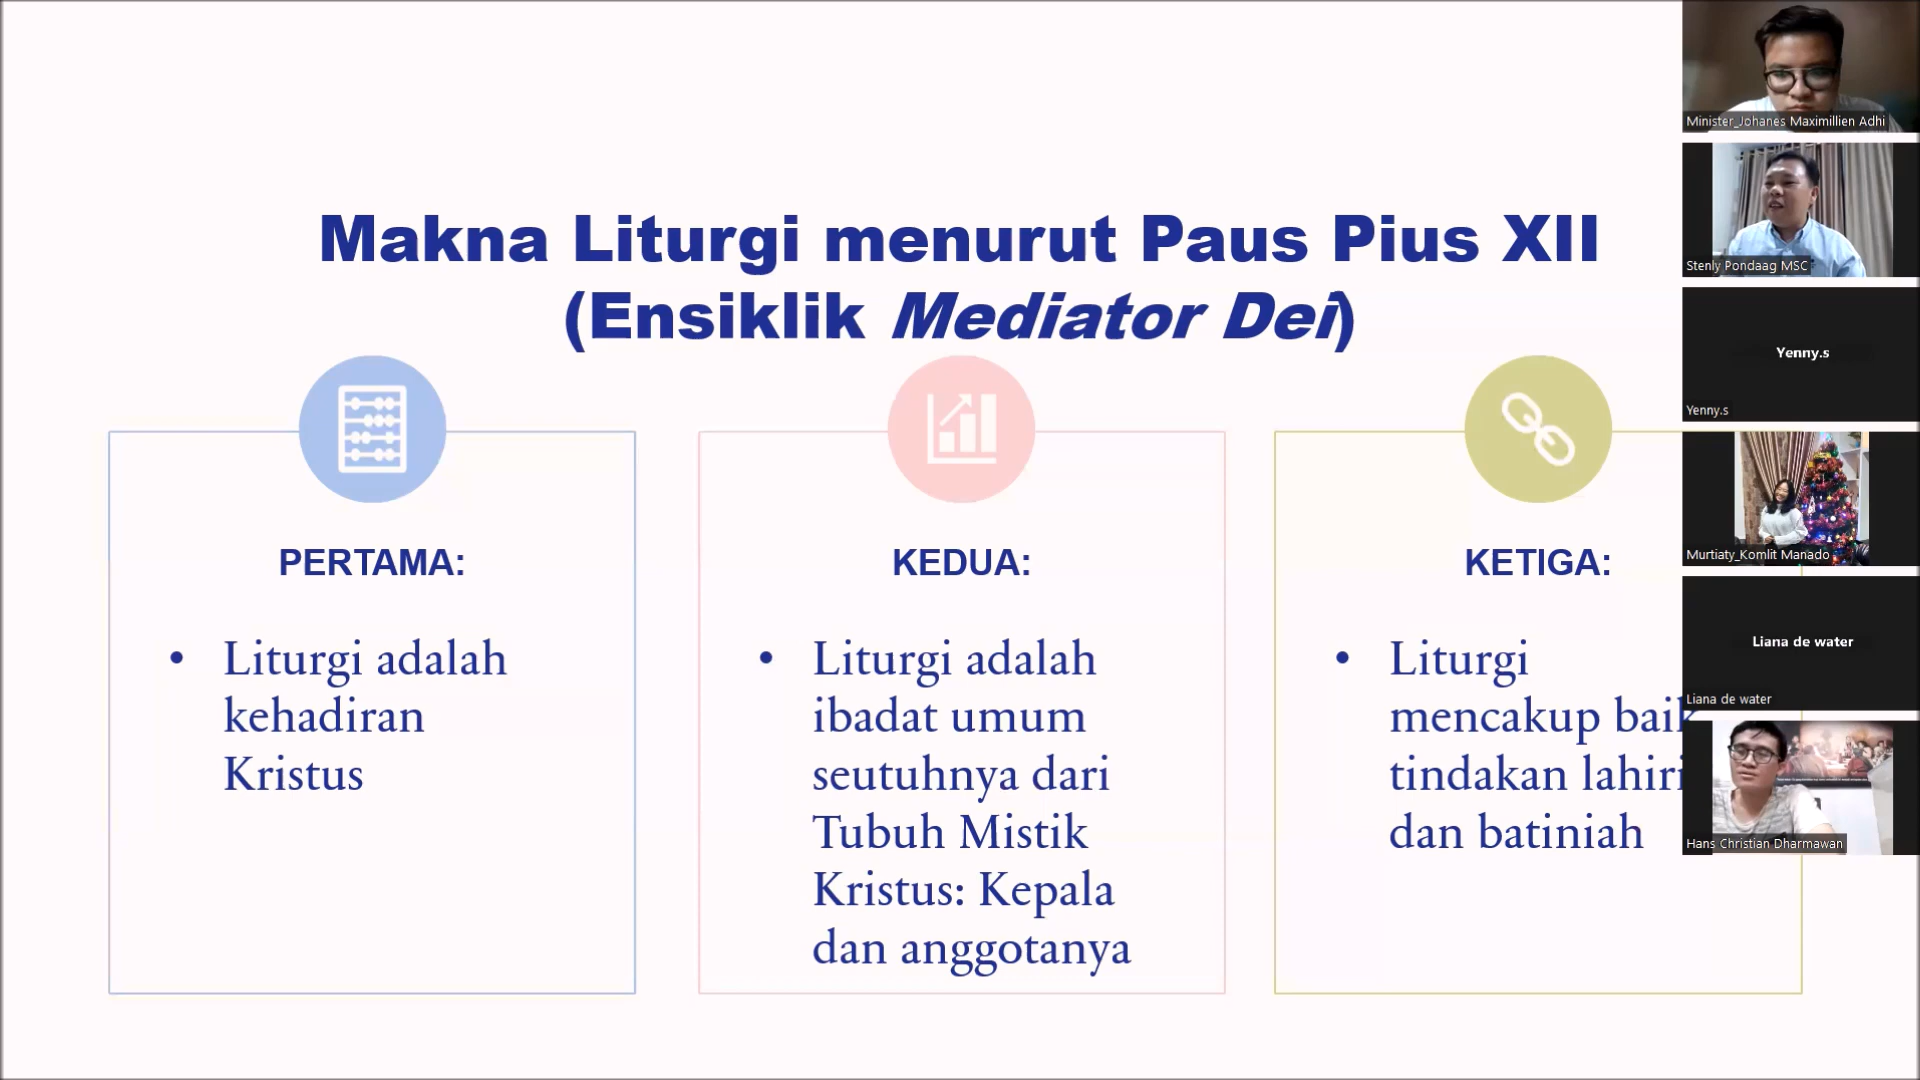 Makna Liturgi menurut Paus Pius XII
(Ensiklik Mediator Dei)
PERTAMA:
• Liturgi adalah
kehadiran
Kristus
KEDUA:
• Liturgi adalah
ibadat umum
seutuhnya dari
Tubuh Mistik
Kristus: Kepala
dan anggotanya
KETIGA:
• Liturgi
mencakup baik
tindakan lahiri
dan batiniah
Minister_Johanes Maximillien Adhi
Stenly Pondaag MSC
Yenny.s
Yenny.s
Murtiaty_Komlit Manado
Liana de water
Liana de water
Hans Christian Dharmawan